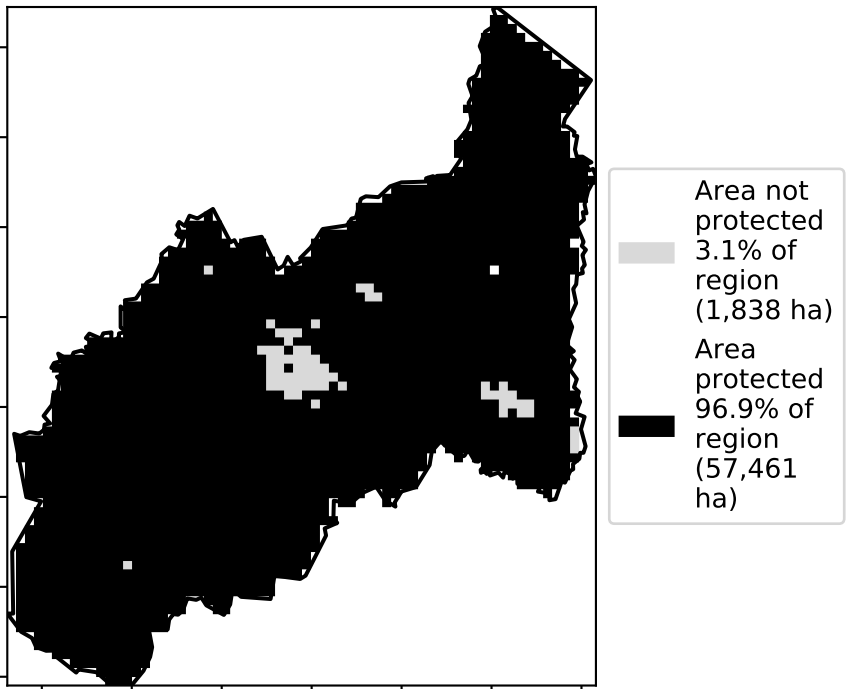 Area not
protected
3.1% of
region
(1,838 ha)
Area
protected
96.9% of
region
(57,461
ha)